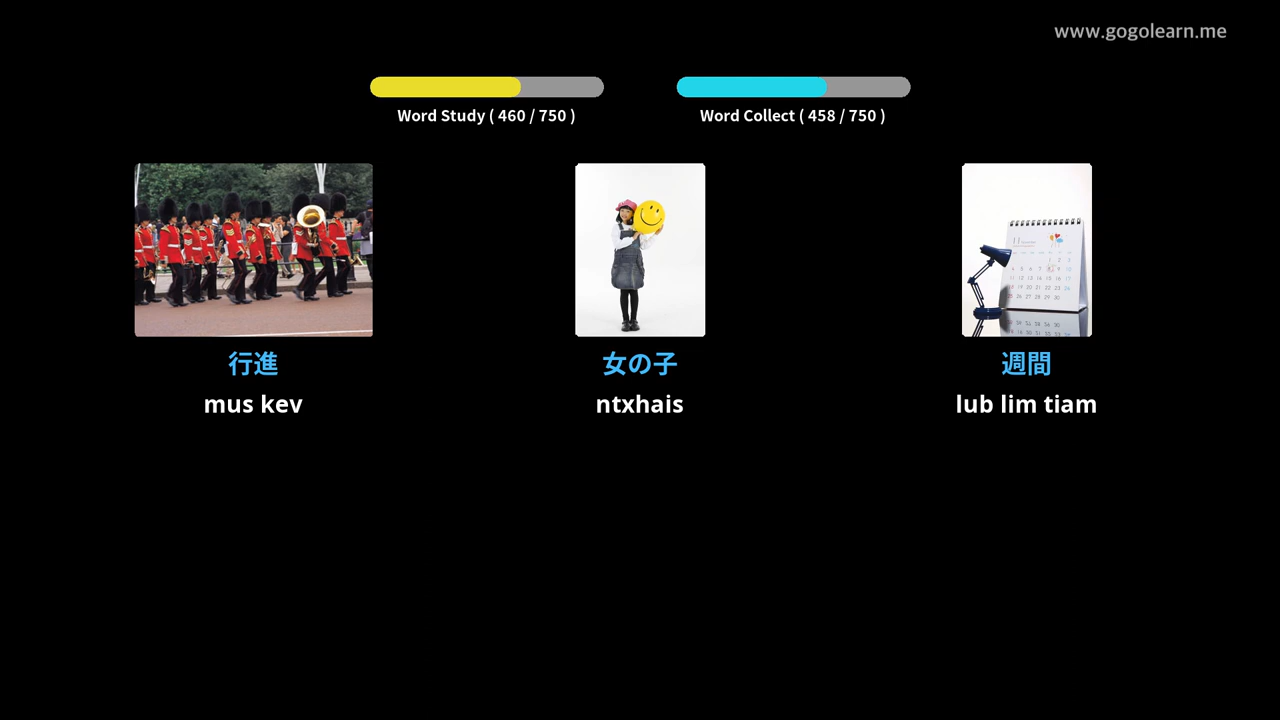 www.gogolearn.me
Word Study ( 460 / 750 )
Word Collect ( 458 / 750 )
行進
女の子
週間
mus kev
ntxhais
lub lim tiam